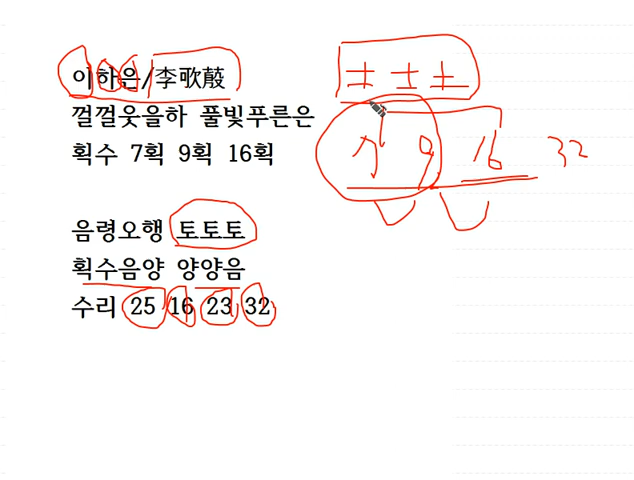 이하은/李歌蒑 土 土 土
껄껄웃을하 풀빛푸른은
획수 7획 9획 16획 7 9 16 32
음령오행 토토토
획수음양 양양음
수리 25 16 23 32